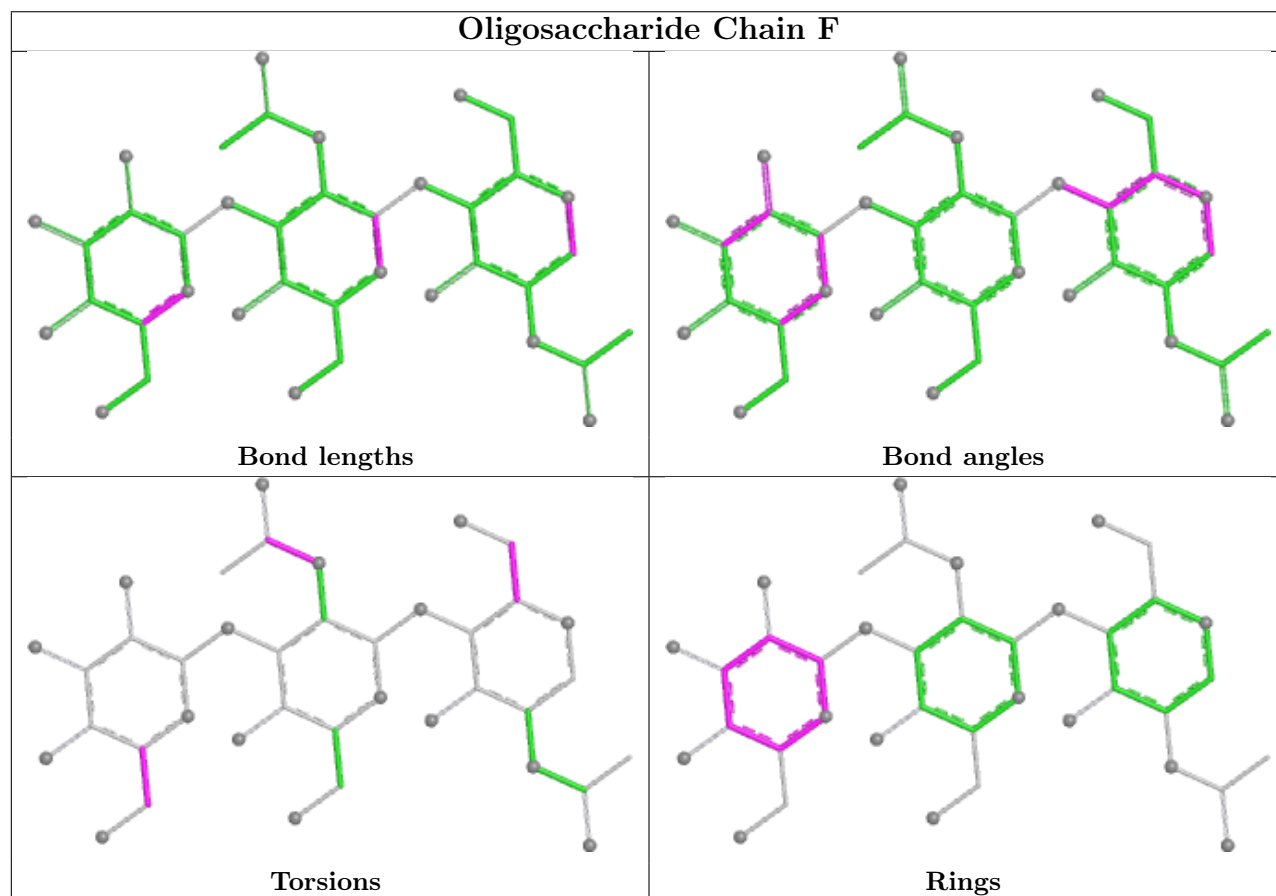 Oligosaccharide Chain F
Bond lengths
Bond angles
Torsions
Rings